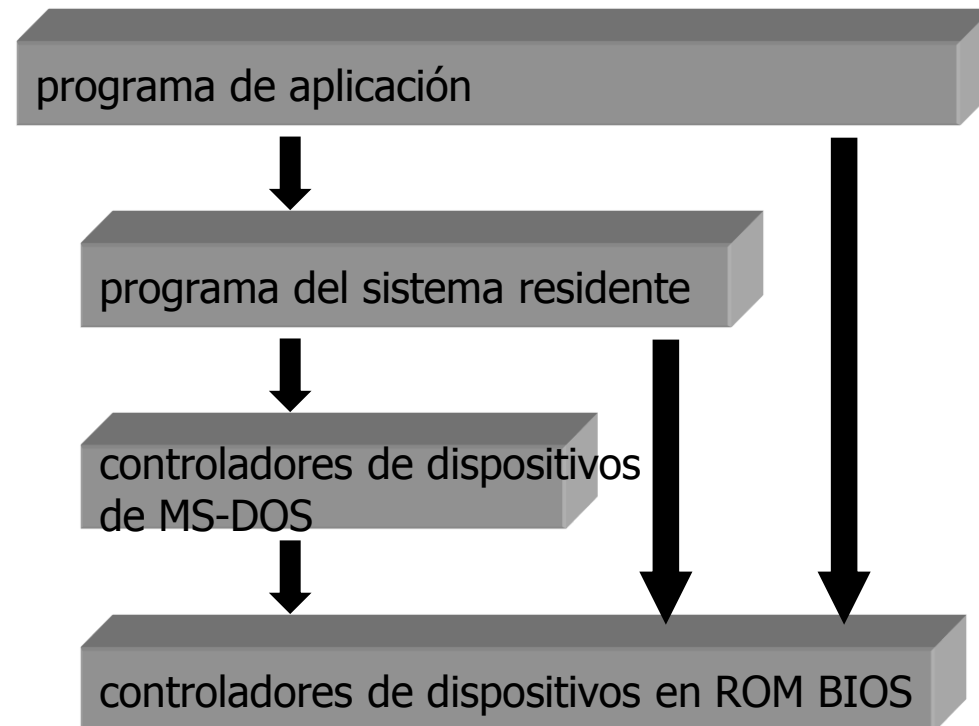 programa de aplicación
programa del sistema residente
controladores de dispositivos
de MS-DOS
controladores de dispositivos en ROM BIOS